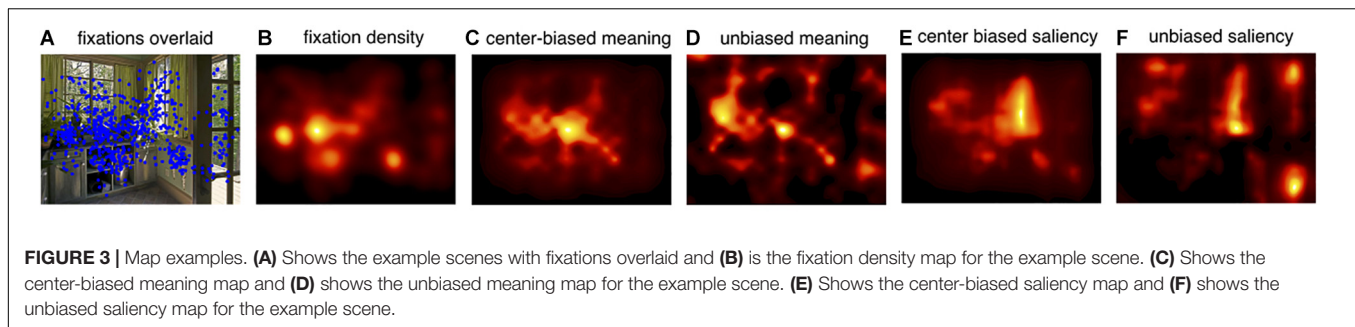 A fixations overlaid
B fixation density
C center-biased meaning
D unbiased meaning
E center biased saliency
F unbiased saliency
FIGURE 3 | Map examples. (A) Shows the example scenes with fixations overlaid and (B) is the fixation density map for the example scene. (C) Shows the
center-biased meaning map and (D) shows the unbiased meaning map for the example scene. (E) Shows the center-biased saliency map and (F) shows the
unbiased saliency map for the example scene.